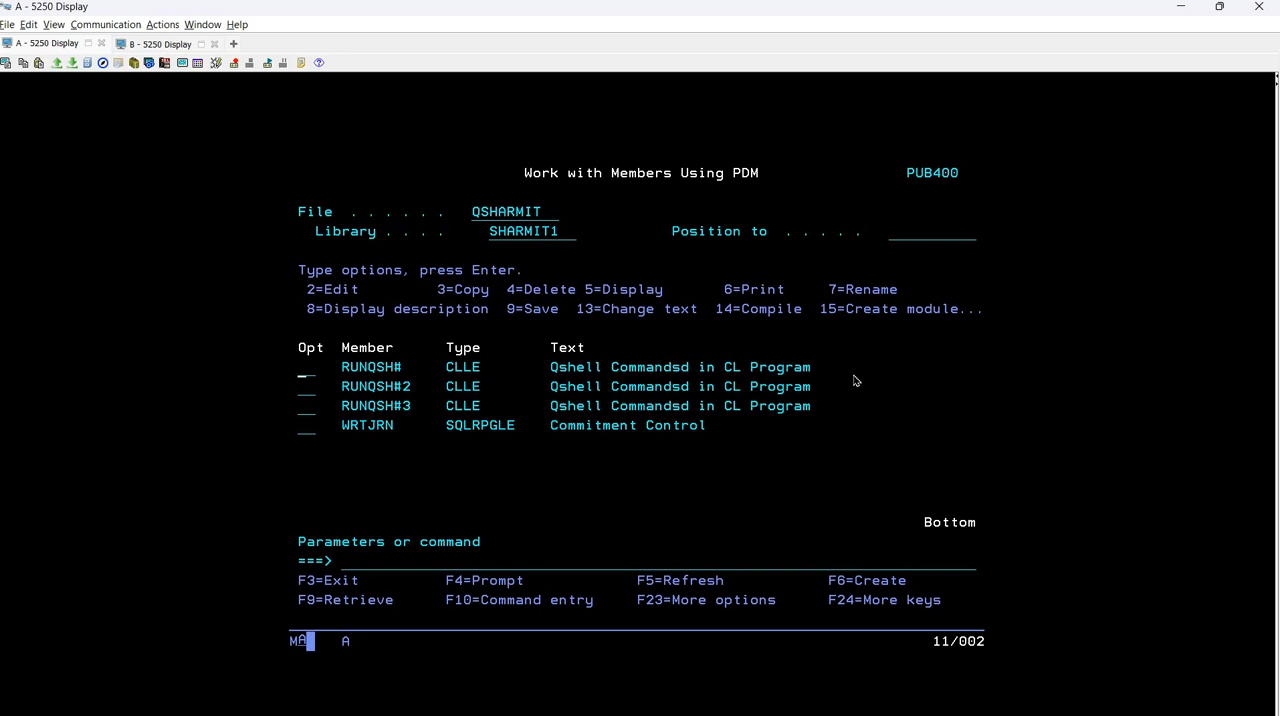 A - 5250 Display
File Edit View Communication Actions Window Help
A - 5250 Display B - 5250 Display
Work with Members Using PDM PUB400
File . . . . . . QSHARMIT
Library . . . . SHARMIT1 Position to . . . . .
Type options, press Enter.
2=Edit 3=Copy 4=Delete 5=Display 6=Print 7=Rename
8=Display description 9=Save 13=Change text 14=Compile 15=Create module...
Opt Member Type Text
RUNQSH# CLLE Qshell Commandsd in CL Program
RUNQSH#2 CLLE Qshell Commandsd in CL Program
RUNQSH#3 CLLE Qshell Commandsd in CL Program
WRTJRN SQLRPGLE Commitment Control
Bottom
Parameters or command
===>
F3=Exit F4=Prompt F5=Refresh F6=Create
F9=Retrieve F10=Command entry F23=More options F24=More keys
MA A 11/002